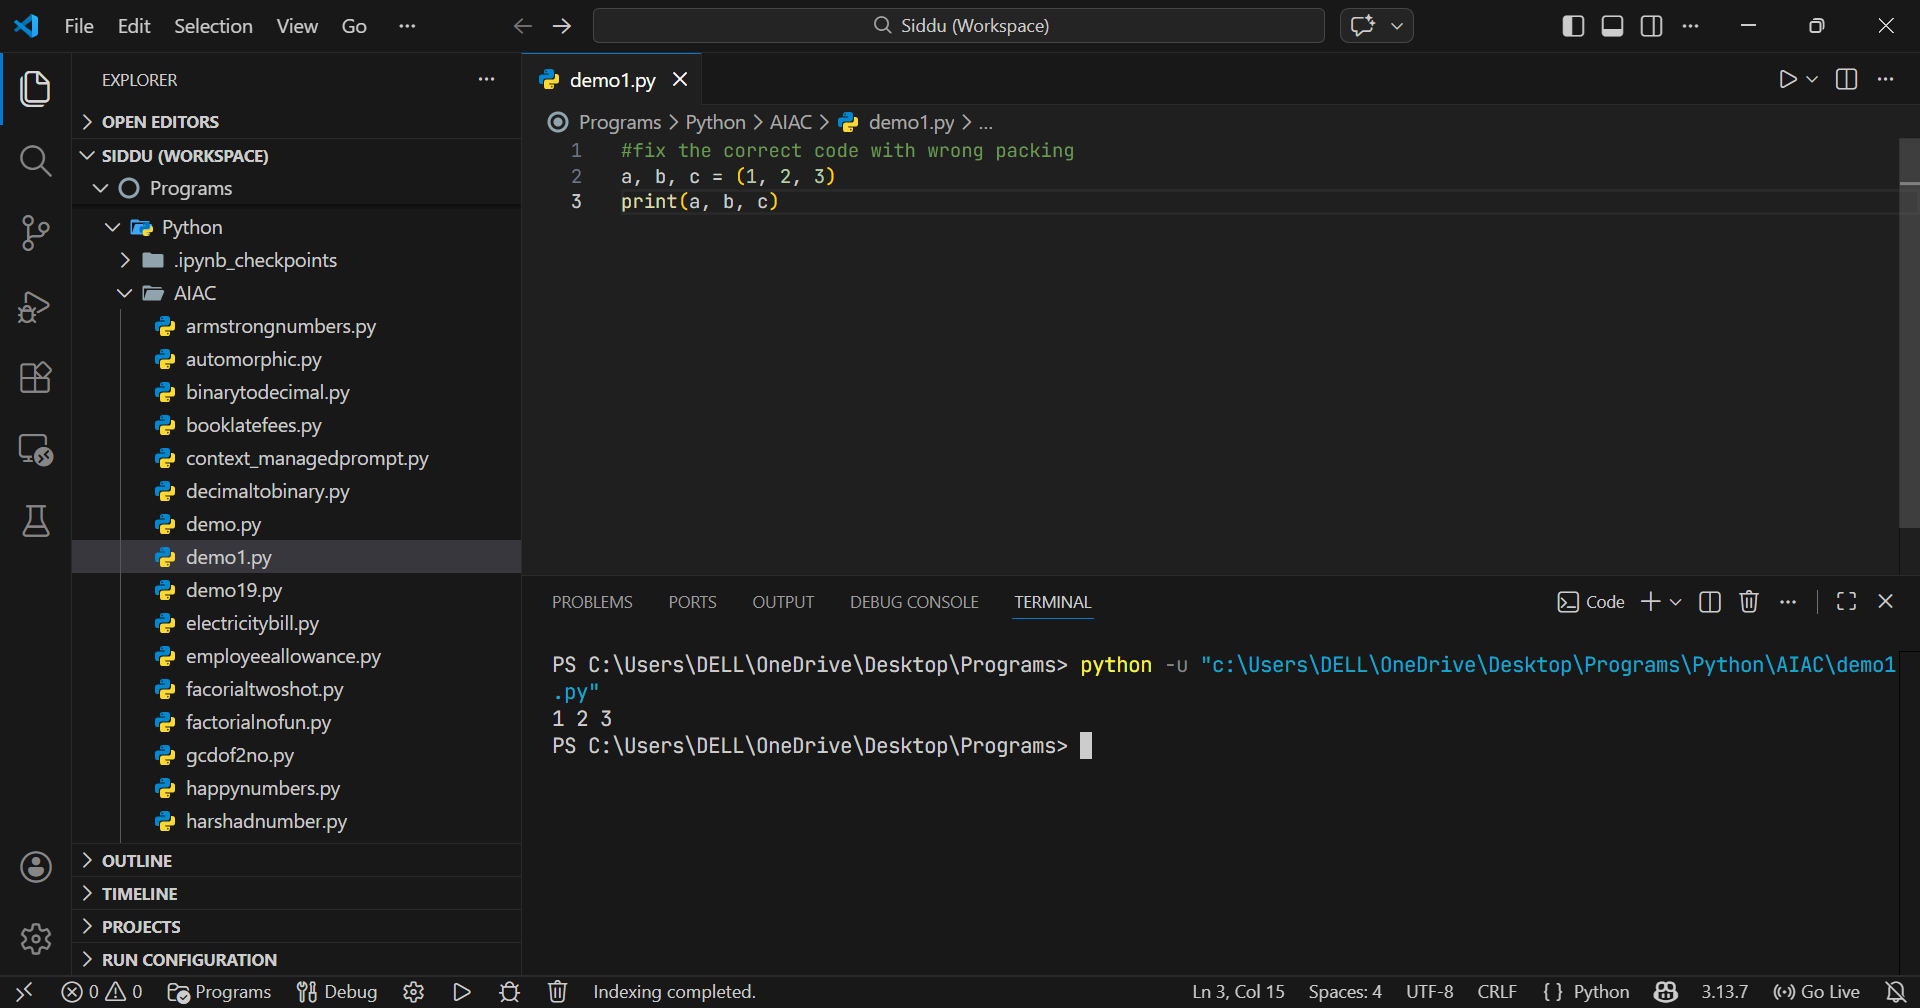 File Edit Selection View Go
Siddu (Workspace)
EXPLORER
OPEN EDITORS
SIDDU (WORKSPACE)
Programs
Python
.ipynb_checkpoints
AIAC
armstrongnumbers.py
automorphic.py
binarytodecimal.py
booklatefees.py
context_managedprompt.py
decimaltobinary.py
demo.py
demo1.py
demo19.py
electricitybill.py
employeeallowance.py
facorialtwoshot.py
factorialnofun.py
gcdof2no.py
happynumbers.py
harshadnumber.py
OUTLINE
TIMELINE
PROJECTS
RUN CONFIGURATION
demo1.py
Programs > Python > AIAC > demo1.py > ...
1 #fix the correct code with wrong packing
2 a, b, c = (1, 2, 3)
3 print(a, b, c)
PROBLEMS PORTS OUTPUT DEBUG CONSOLE TERMINAL
Code
PS C:\Users\DELL\OneDrive\Desktop\Programs> python -u "c:\Users\DELL\OneDrive\Desktop\Programs\Python\AIAC\demo1
.py"
1 2 3
PS C:\Users\DELL\OneDrive\Desktop\Programs>
0 0 Programs Debug Indexing completed. Ln 3, Col 15 Spaces: 4 UTF-8 CRLF { } Python 3.13.7 Go Live